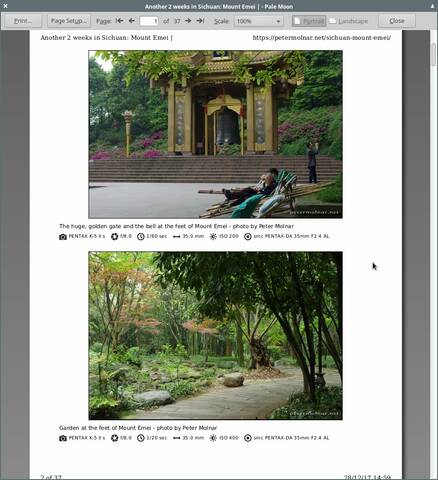 Another 2 weeks in Sichuan: Mount Emei | - Pale Moon
Print... Page Setup... Page: 1 of 37 Scale: 100% Portrait Landscape Close
Another 2 weeks in Sichuan: Mount Emei | https://petermolnar.net/sichuan-mount-emei/
petermolnar.net
The huge, golden gate and the bell at the feet of Mount Emei - photo by Peter Molnar
PENTAX K-5 II s f/8.0 1/60 sec 35.0 mm ISO 200 smc PENTAX-DA 35mm F2.4 AL
petermolnar.net
Garden at the feet of Mount Emei - photo by Peter Molnar
PENTAX K-5 II s f/8.0 1/20 sec 35.0 mm ISO 400 smc PENTAX-DA 35mm F2.4 AL
2 of 37 28/12/17 14:59